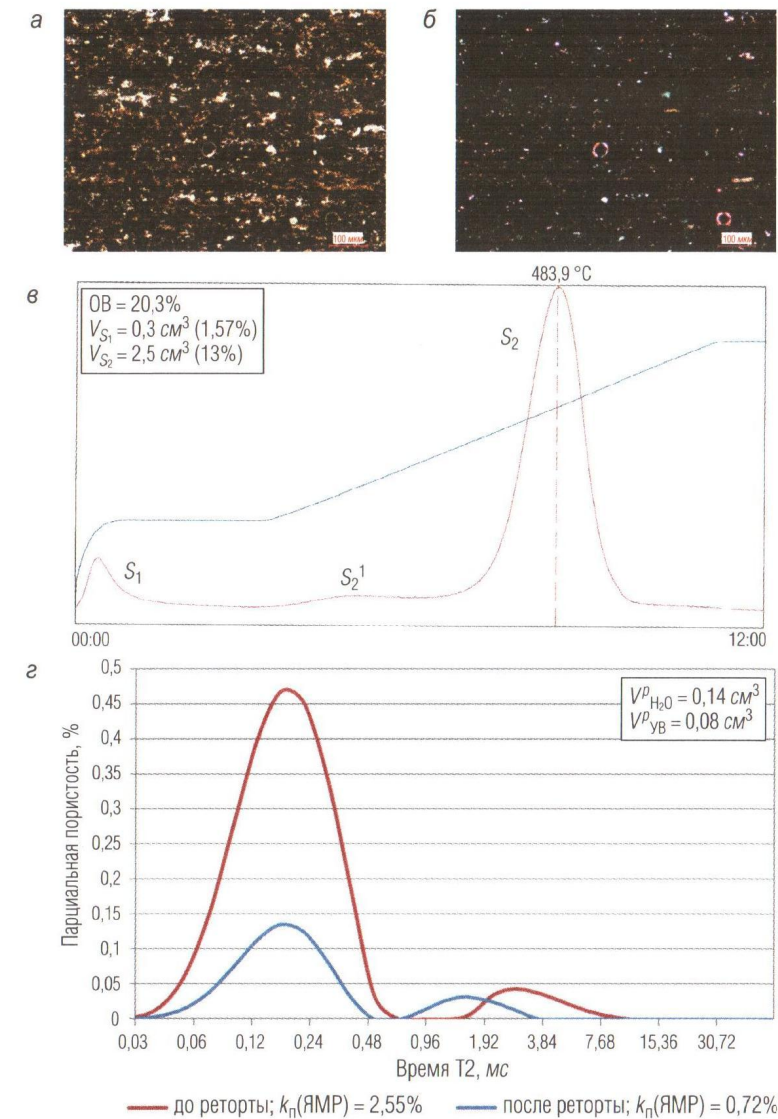 а
б
100 мкм
100 мкм
в
483,9 °C
ОВ = 20,3%
V_S₁ = 0,3 см³ (1,57%)
V_S₂ = 2,5 см³ (13%)
S₂
S₁
S₂¹
00:00
12:00
г
0,5
0,45
0,4
0,35
0,3
0,25
0,2
0,15
0,1
0,05
0
Парциальная пористость, %
V^p_H₂O = 0,14 см³
V^p_УВ = 0,08 см³
0,03 0,06 0,12 0,24 0,48 0,96 1,92 3,84 7,68 15,36 30,72
Время T2, мс
до реторты; kп(ЯМР) = 2,55% после реторты; kп(ЯМР) = 0,72%